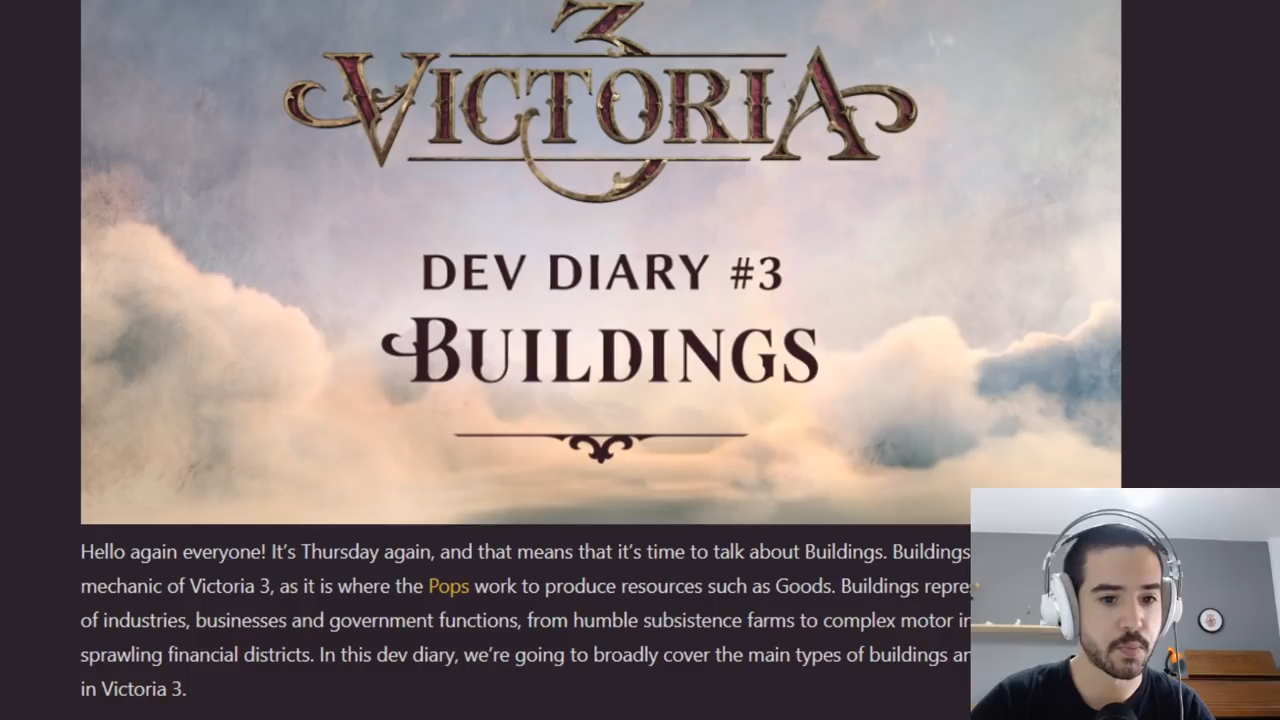 3
VICTORIA
DEV DIARY #3
BUILDINGS
Hello again everyone! It’s Thursday again, and that means that it’s time to talk about Buildings. Buildings
mechanic of Victoria 3, as it is where the Pops work to produce resources such as Goods. Buildings
of industries, businesses and government functions, from humble subsistence farms to complex motor
sprawling financial districts. In this dev diary, we’re going to broadly cover the main types of buildings
in Victoria 3.